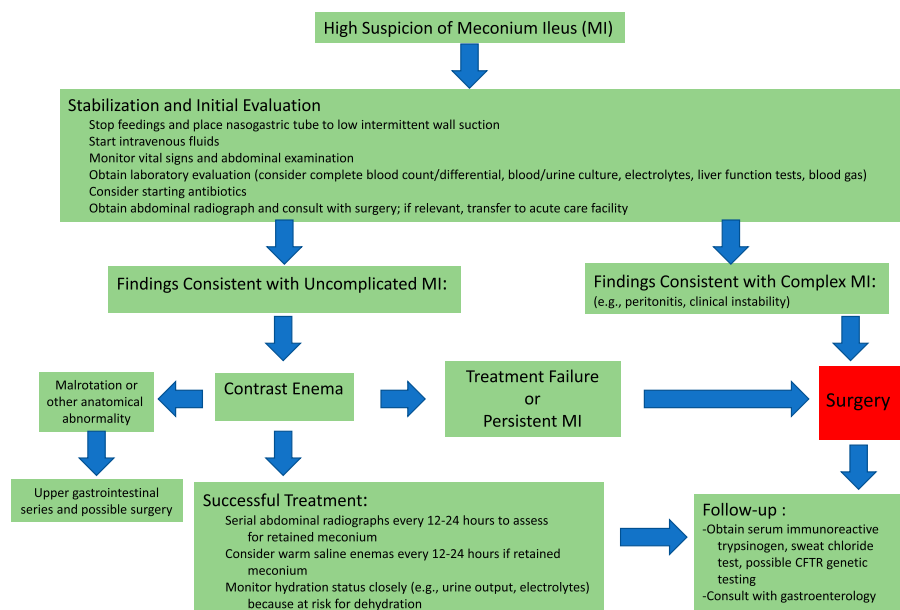 High Suspicion of Meconium Ileus (MI)
Stabilization and Initial Evaluation
Stop feedings and place nasogastric tube to low intermittent wall suction
Start intravenous fluids
Monitor vital signs and abdominal examination
Obtain laboratory evaluation (consider complete blood count/differential, blood/urine culture, electrolytes, liver function tests, blood gas)
Consider starting antibiotics
Obtain abdominal radiograph and consult with surgery; if relevant, transfer to acute care facility
Findings Consistent with Uncomplicated MI:
Findings Consistent with Complex MI:
(e.g., peritonitis, clinical instability)
Malrotation or
other anatomical
abnormality
Contrast Enema
Treatment Failure
or
Persistent MI
Surgery
Upper gastrointestinal
series and possible surgery
Successful Treatment:
Serial abdominal radiographs every 12-24 hours to assess
for retained meconium
Consider warm saline enemas every 12-24 hours if retained
meconium
Monitor hydration status closely (e.g., urine output, electrolytes)
because at risk for dehydration
Follow-up :
-Obtain serum immunoreactive
trypsinogen, sweat chloride
test, possible CFTR genetic
testing
-Consult with gastroenterology